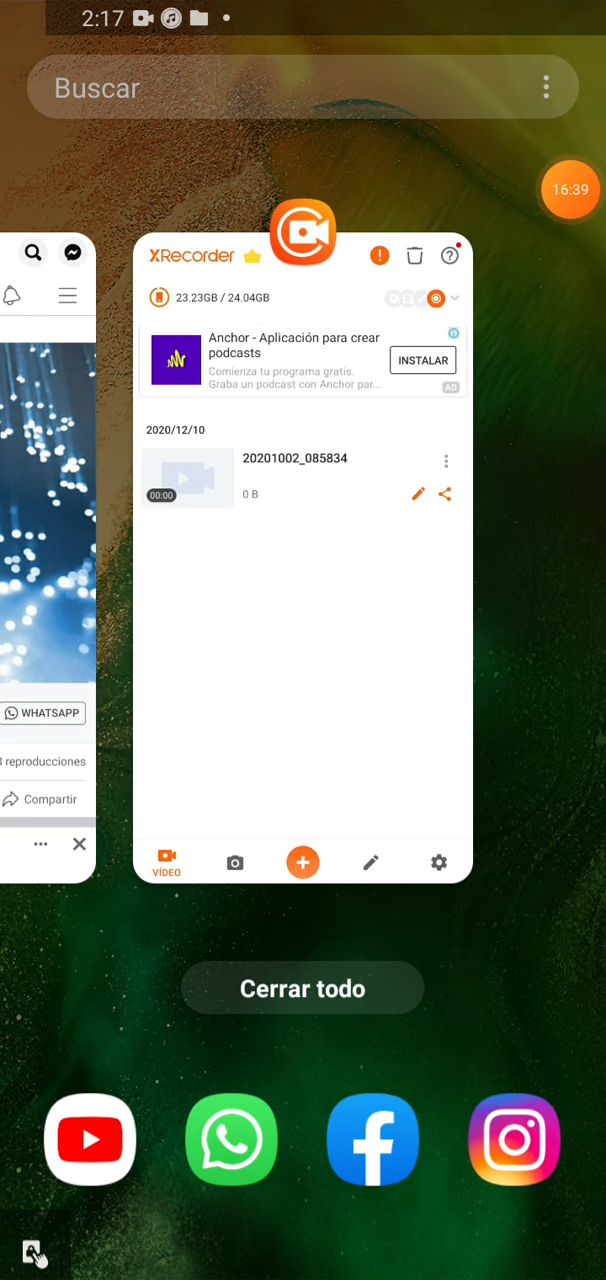 2:17
Buscar
16:39
XRecorder
23.23GB / 24.04GB
Anchor - Aplicación para crear
podcasts
Comienza tu programa gratis.
Graba un podcast con Anchor par...
INSTALAR
AD
2020/12/10
20201002_085834
00:00
0 B
WHATSAPP
reproducciones
Compartir
VÍDEO
Cerrar todo